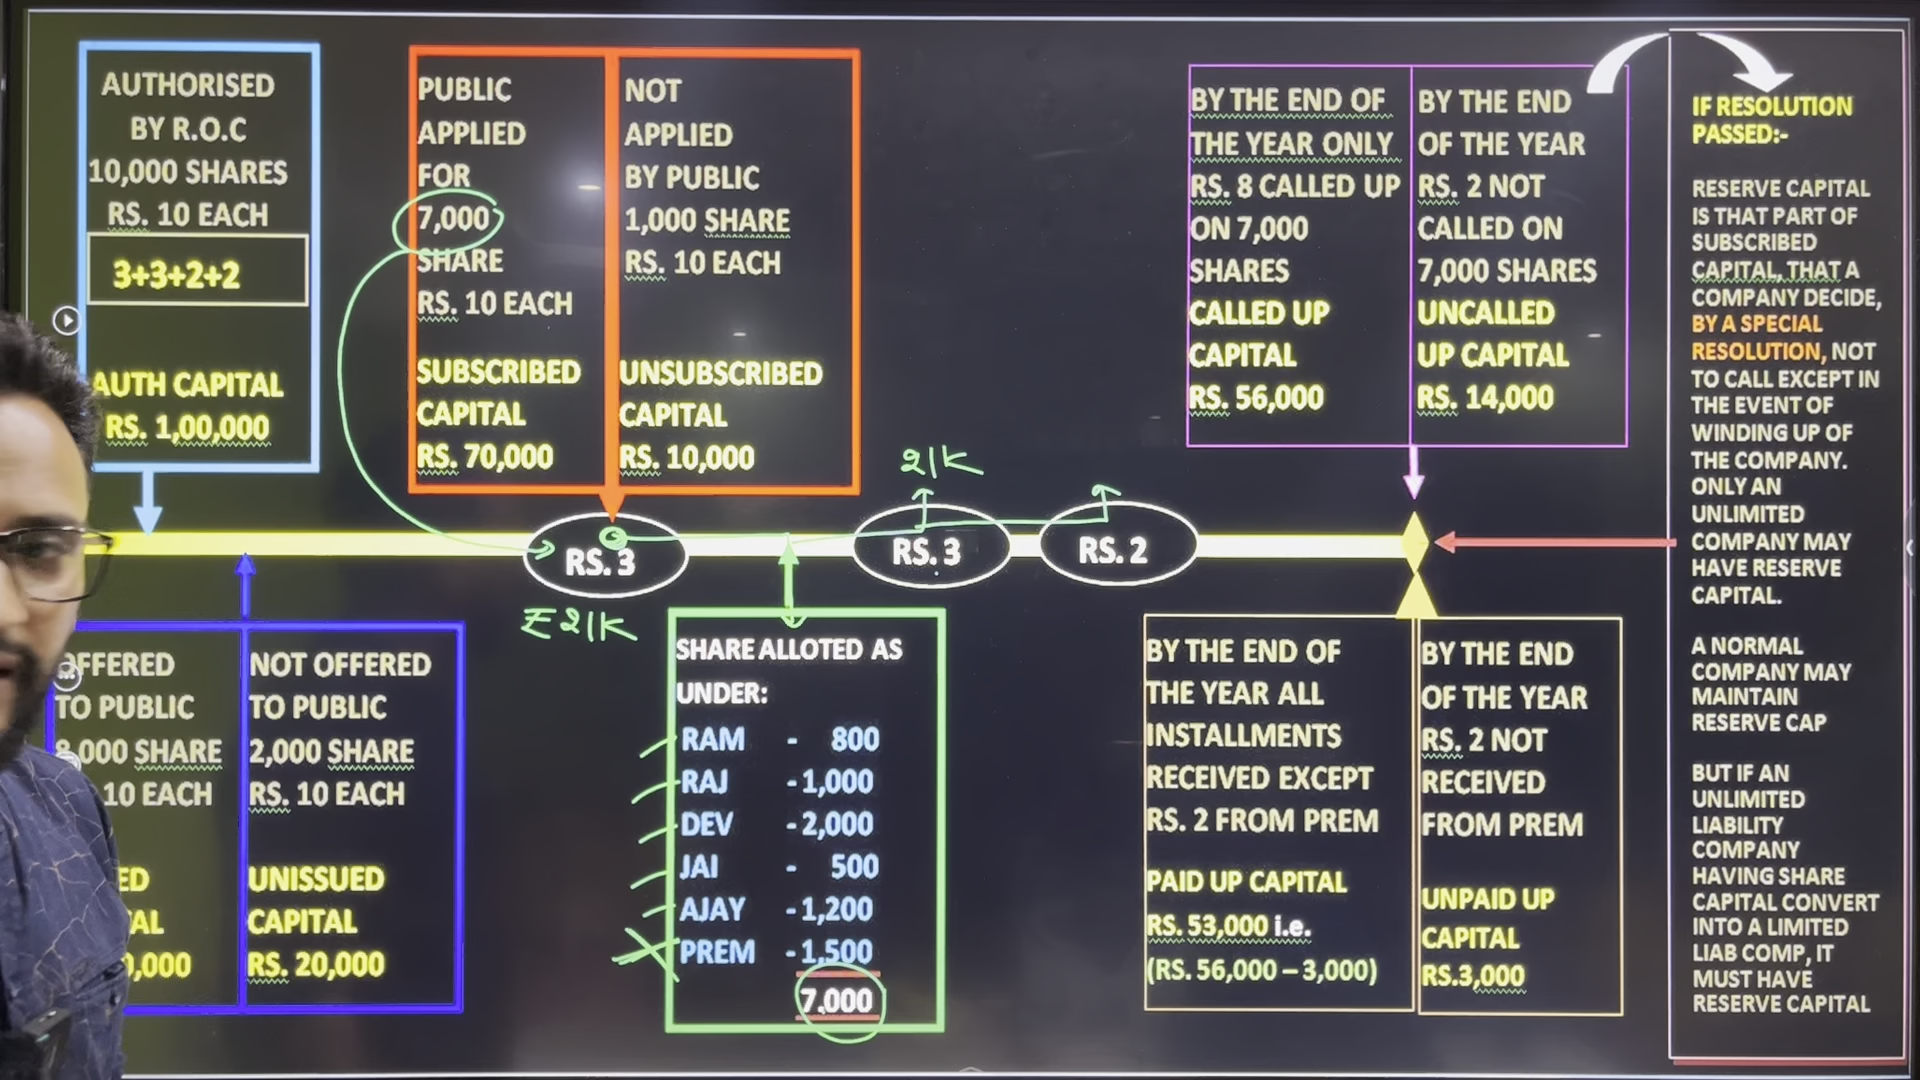 AUTHORISED
BY R.O.C
10,000 SHARES
RS. 10 EACH
3+3+2+2
AUTH CAPITAL
RS. 1,00,000
PUBLIC
APPLIED
FOR
7,000
SHARE
RS. 10 EACH
SUBSCRIBED
CAPITAL
RS. 70,000
NOT
APPLIED
BY PUBLIC
1,000 SHARE
RS. 10 EACH
UNSUBSCRIBED
CAPITAL
RS. 10,000
BY THE END OF
THE YEAR ONLY
RS. 8 CALLED UP
ON 7,000
SHARES
CALLED UP
CAPITAL
RS. 56,000
BY THE END
OF THE YEAR
RS. 2 NOT
CALLED ON
7,000 SHARES
UNCALLED
UP CAPITAL
RS. 14,000
IF RESOLUTION
PASSED:-
RESERVE CAPITAL
IS THAT PART OF
SUBSCRIBED
CAPITAL, THAT A
COMPANY DECIDE,
BY A SPECIAL
RESOLUTION, NOT
TO CALL EXCEPT IN
THE EVENT OF
WINDING UP OF
THE COMPANY.
ONLY AN
UNLIMITED
COMPANY MAY
HAVE RESERVE
CAPITAL.
A NORMAL
COMPANY MAY
MAINTAIN
RESERVE CAP
BUT IF AN
UNLIMITED
LIABILITY
COMPANY
HAVING SHARE
CAPITAL CONVERT
INTO A LIMITED
LIAB COMP, IT
MUST HAVE
RESERVE CAPITAL
21K
RS. 3
RS. 3
RS. 2
₹21K
OFFERED
TO PUBLIC
8,000 SHARE
10 EACH
NOT OFFERED
TO PUBLIC
2,000 SHARE
RS. 10 EACH
UNISSUED
CAPITAL
RS. 20,000
SHARE ALLOTED AS
UNDER:
RAM - 800
RAJ - 1,000
DEV - 2,000
JAI - 500
AJAY - 1,200
PREM - 1,500
7,000
BY THE END OF
THE YEAR ALL
INSTALLMENTS
RECEIVED EXCEPT
RS. 2 FROM PREM
PAID UP CAPITAL
RS. 53,000 i.e.
(RS. 56,000 – 3,000)
BY THE END
OF THE YEAR
RS. 2 NOT
RECEIVED
FROM PREM
UNPAID UP
CAPITAL
RS.3,000